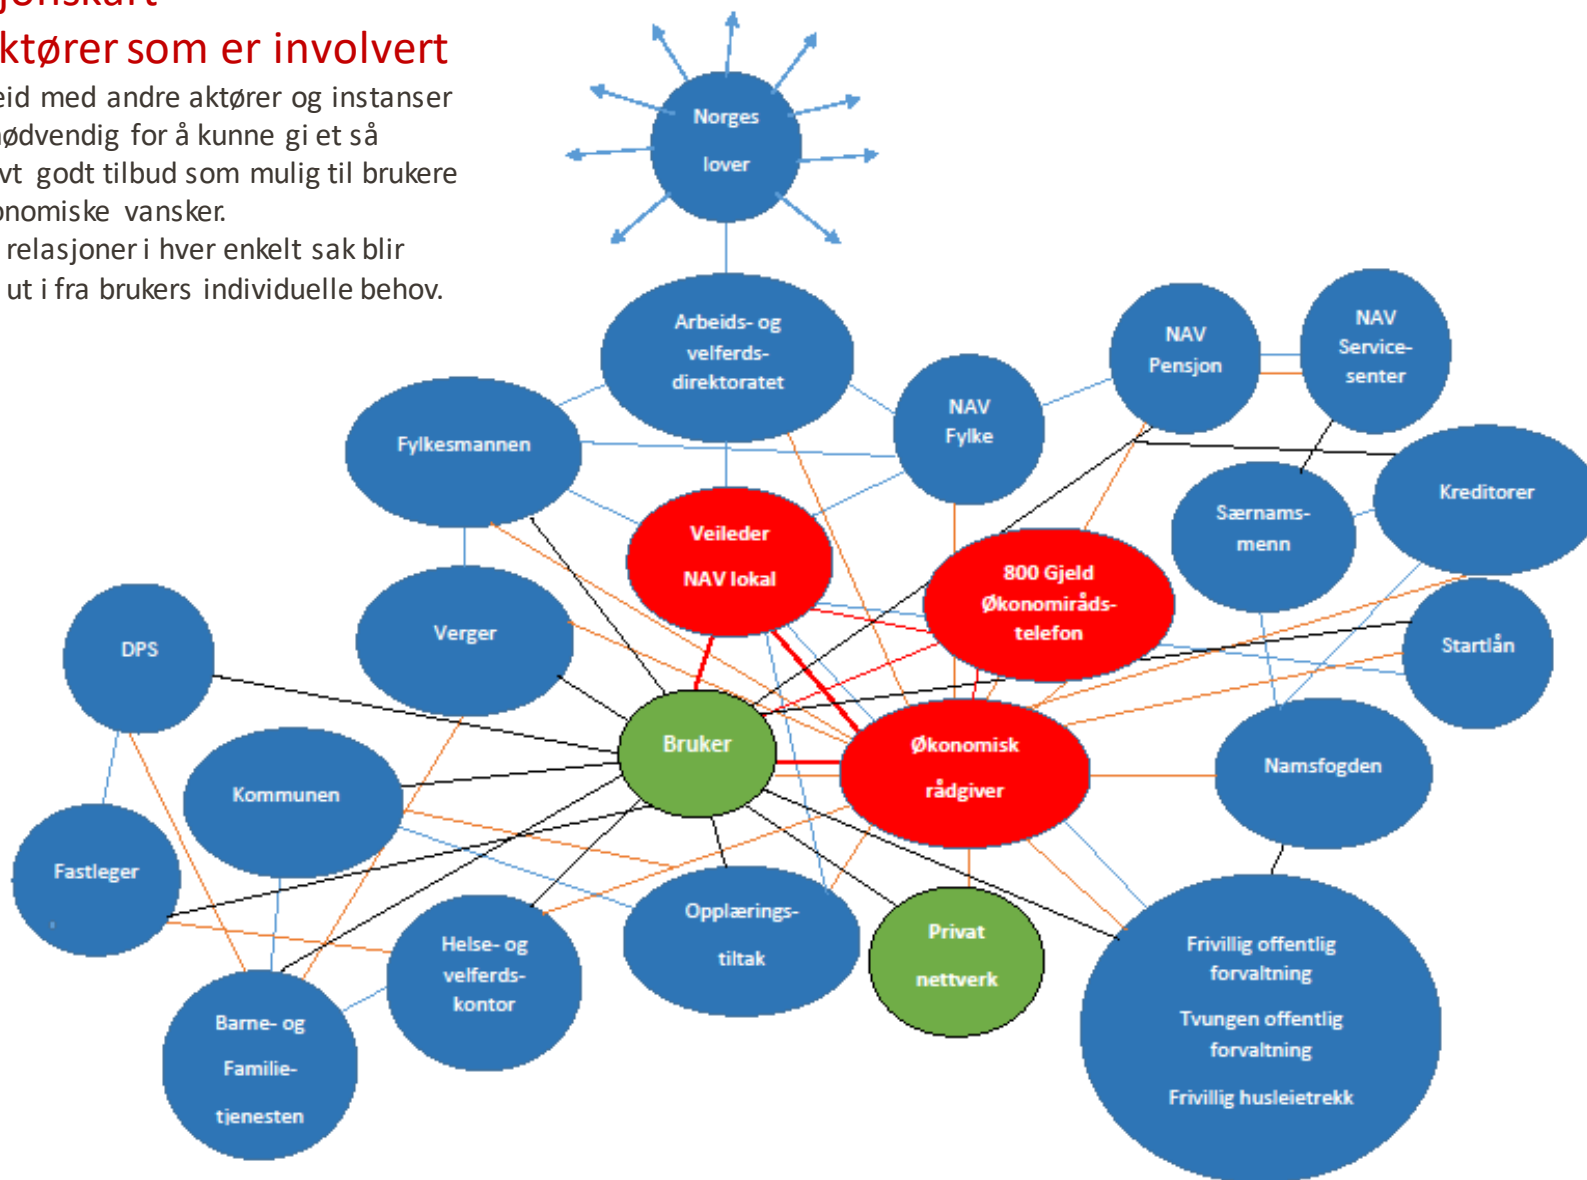 jonskart
ktører som er involvert
eid med andre aktører og instanser
nødvendig for å kunne gi et så
vt godt tilbud som mulig til brukere
onomiske vansker.
relasjoner i hver enkelt sak blir
ut i fra brukers individuelle behov.
Norges
lover
Arbeids- og
velferds-
direktoratet
NAV
Pensjon
NAV
Service-
senter
NAV
Fylke
Fylkesmannen
Kreditorer
Særnams-
menn
Veileder
NAV lokal
800 Gjeld
Økonomiråds-
telefon
DPS
Verger
Startlån
Bruker
Økonomisk
rådgiver
Namsfogden
Kommunen
Fastleger
Helse- og
velferds-
kontor
Opplærings-
tiltak
Privat
nettverk
Frivillig offentlig
forvaltning
Tvungen offentlig
forvaltning
Frivillig husleietrekk
Barne- og
Familie-
tjenesten